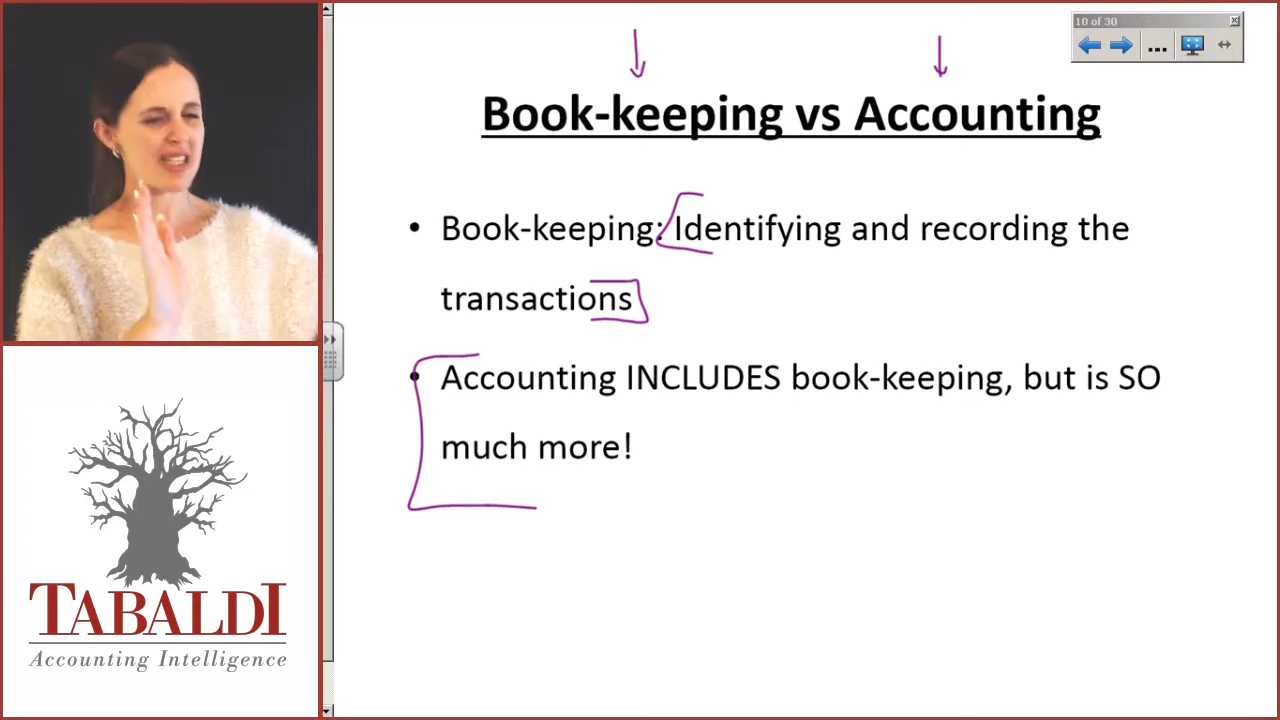 10 of 30
Book-keeping vs Accounting
• Book-keeping: Identifying and recording the
transactions
• Accounting INCLUDES book-keeping, but is SO
much more!
TABALDI
Accounting Intelligence